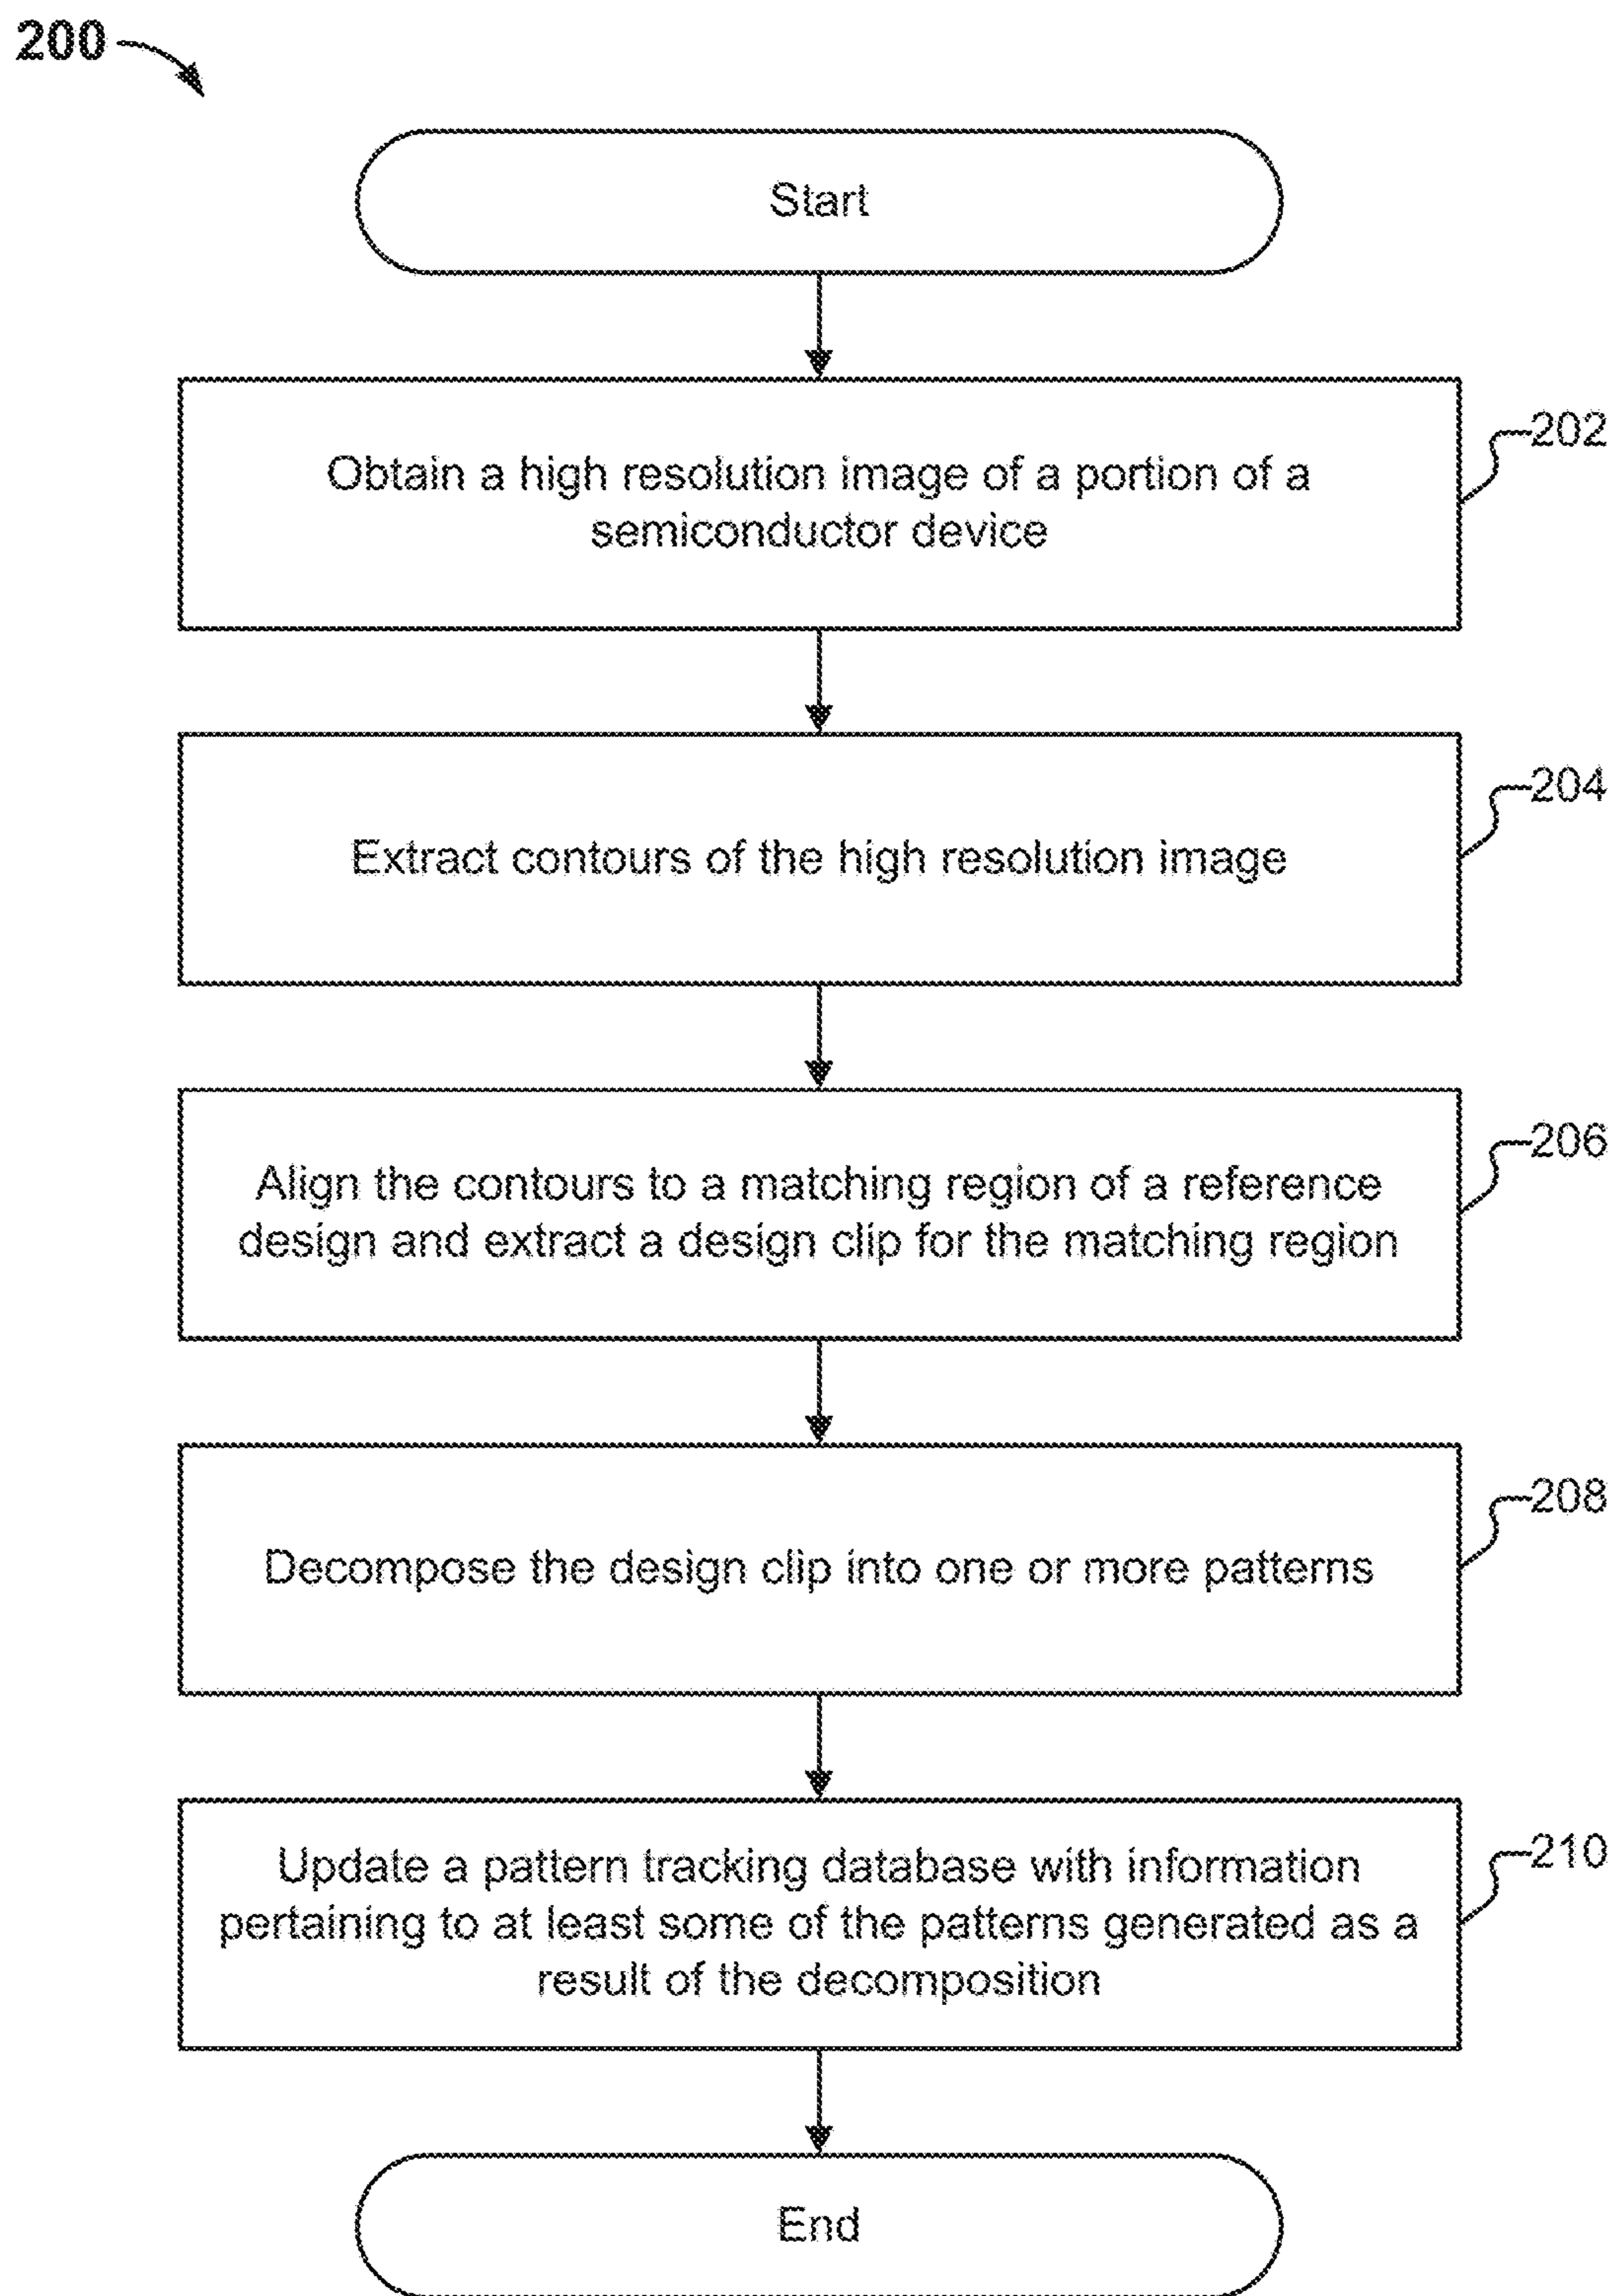 200
Start
Obtain a high resolution image of a portion of a
semiconductor device
202
Extract contours of the high resolution image
204
Align the contours to a matching region of a reference
design and extract a design clip for the matching region
206
Decompose the design clip into one or more patterns
208
Update a pattern tracking database with information
pertaining to at least some of the patterns generated as a
result of the decomposition
210
End